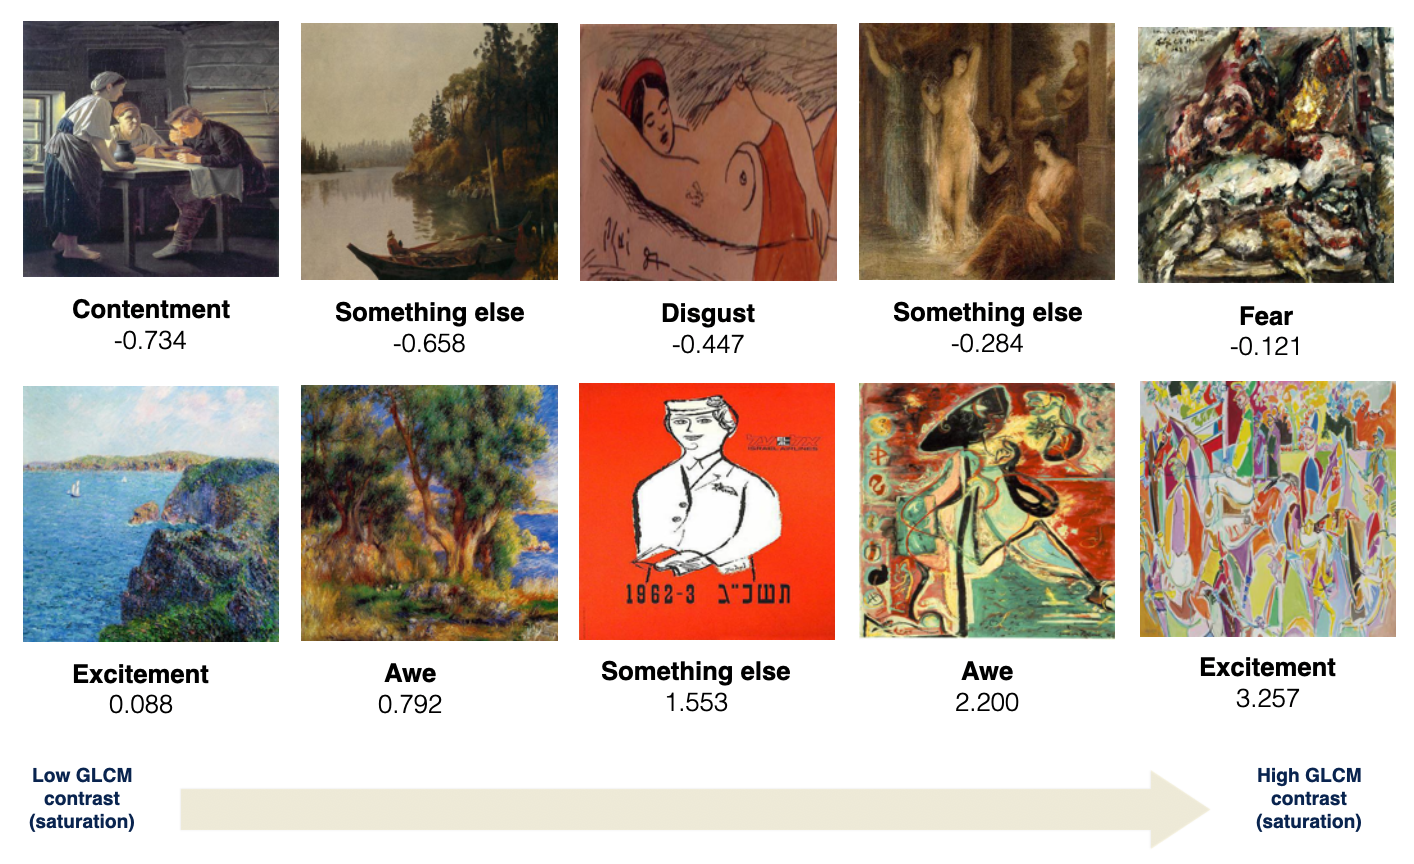 Contentment
-0.734
Something else
-0.658
Disgust
-0.447
Something else
-0.284
Fear
-0.121
ISRAEL AIRLINES
1962-3 תשכ"ג
Excitement
0.088
Awe
0.792
Something else
1.553
Awe
2.200
Excitement
3.257
Low GLCM
contrast
(saturation)
High GLCM
contrast
(saturation)